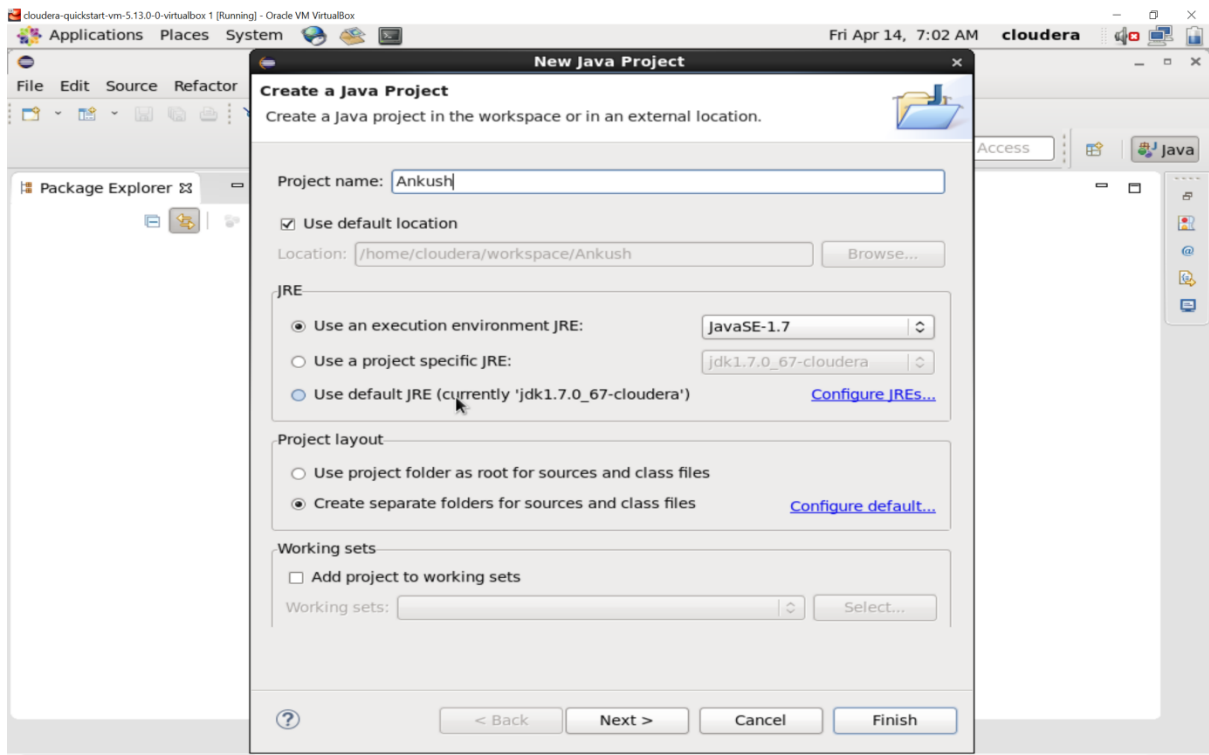 cloudera-quickstart-vm-5.13.0-0-virtualbox 1 [Running] - Oracle VM VirtualBox
Applications Places System Fri Apr 14, 7:02 AM cloudera
New Java Project
File Edit Source Refactor
Create a Java Project
Create a Java project in the workspace or in an external location.
Access Java
Package Explorer
Project name: Ankush
Use default location
Location: /home/cloudera/workspace/Ankush Browse...
JRE
Use an execution environment JRE: JavaSE-1.7
Use a project specific JRE: jdk1.7.0_67-cloudera
Use default JRE (currently 'jdk1.7.0_67-cloudera') Configure JREs...
Project layout
Use project folder as root for sources and class files
Create separate folders for sources and class files Configure default...
Working sets
Add project to working sets
Working sets: Select...
< Back Next > Cancel Finish